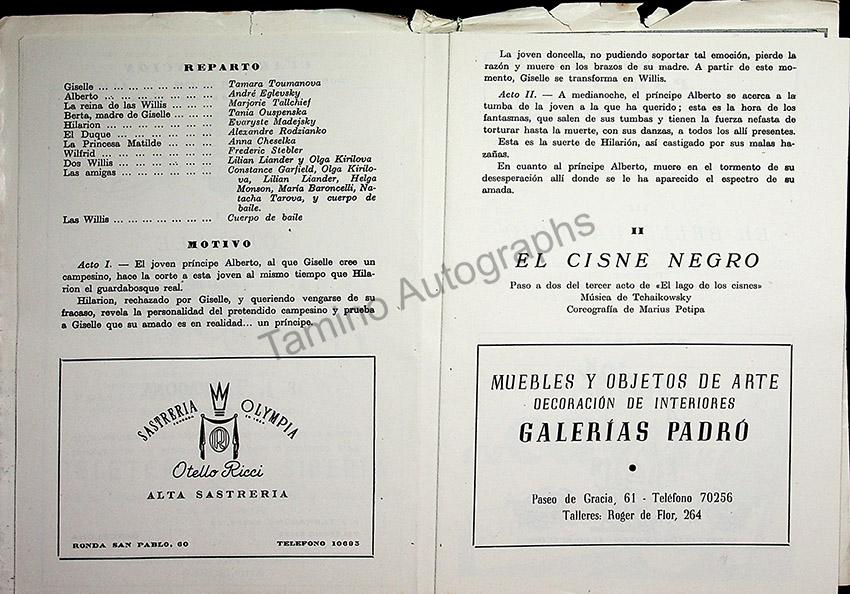 REPARTO
Giselle ... ... ... ... ... ... ... ... Tamara Toumanova
Alberto ... ... ... ... ... ... ... ... André Eglevsky
La reina de las Willis ... ... ... ... Marjorie Tallchief
Berta, madre de Giselle ... ... ... Tania Ouspenska
Hilarion ... ... ... ... ... ... ... ... Evaryste Madejsky
El Duque ... ... ... ... ... ... ... Alexandre Rodzianko
La Princesa Matilde ... ... ... ... Anna Cheselka
Wilfrid ... ... ... ... ... ... ... ... Frederic Stebler
Dos Willis ... ... ... ... ... ... ... Lilian Liander y Olga Kirilova
Las amigas ... ... ... ... ... ... ... Constance Garfield, Olga Kirilo-
va, Lilian Liander, Helga
Monson, María Baroncelli, Na-
tacha Tarova, y cuerpo de
baile.
Las Willis ... ... ... ... ... ... ... Cuerpo de baile
MOTIVO
Acto I. — El joven príncipe Alberto, al que Giselle cree un
campesino, hace la corte a esta joven al mismo tiempo que Hila-
rion el guardabosque real.
Hilarion, rechazado por Giselle, y queriendo vengarse de su
fracaso, revela la personalidad del pretendido campesino y prueba
a Giselle que su amado es en realidad... un príncipe.
SASTRERIA OLYMPIA
Otello Ricci
ALTA SASTRERIA
RONDA SAN PABLO, 60 TELEFONO 10693
La joven doncella, no pudiendo soportar tal emoción, pierde la
razón y muere en los brazos de su madre. A partir de este mo-
mento, Giselle se transforma en Willis.
Acto II. — A medianoche, el príncipe Alberto se acerca a la
tumba de la joven a la que ha querido; esta es la hora de los
fantasmas, que salen de sus tumbas y tienen la fuerza nefasta de
torturar hasta la muerte, con sus danzas, a todos los allí presentes.
Esta es la suerte de Hilarión, así castigado por sus malas ha-
zañas.
En cuanto al príncipe Alberto, muere en el tormento de su
desesperación allí donde se le ha aparecido el espectro de su
amada.
II
EL CISNE NEGRO
Paso a dos del tercer acto de «El lago de los cisnes»
Música de Tchaikowsky
Coreografía de Marius Petipa
MUEBLES Y OBJETOS DE ARTE
DECORACIÓN DE INTERIORES
GALERÍAS PADRÓ
Paseo de Gracia, 61 - Teléfono 70256
Talleres: Roger de Flor, 264
Tamino Autographs